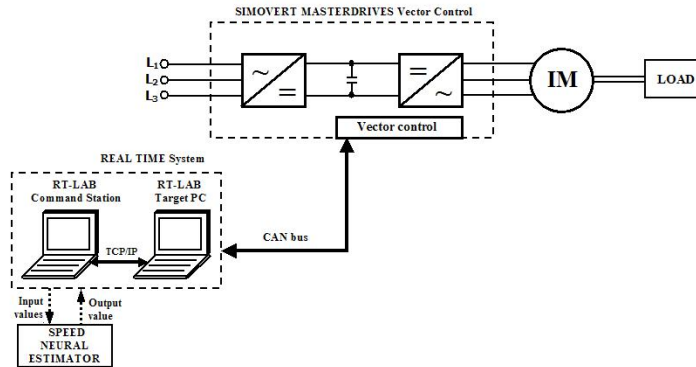 SIMOVERT MASTERDRIVES Vector Control
L1
L2
L3
~
=
=
~
IM
LOAD
Vector control
REAL TIME System
RT-LAB
Command Station
RT-LAB
Target PC
TCP/IP
CAN bus
Input
values
Output
value
SPEED
NEURAL
ESTIMATOR